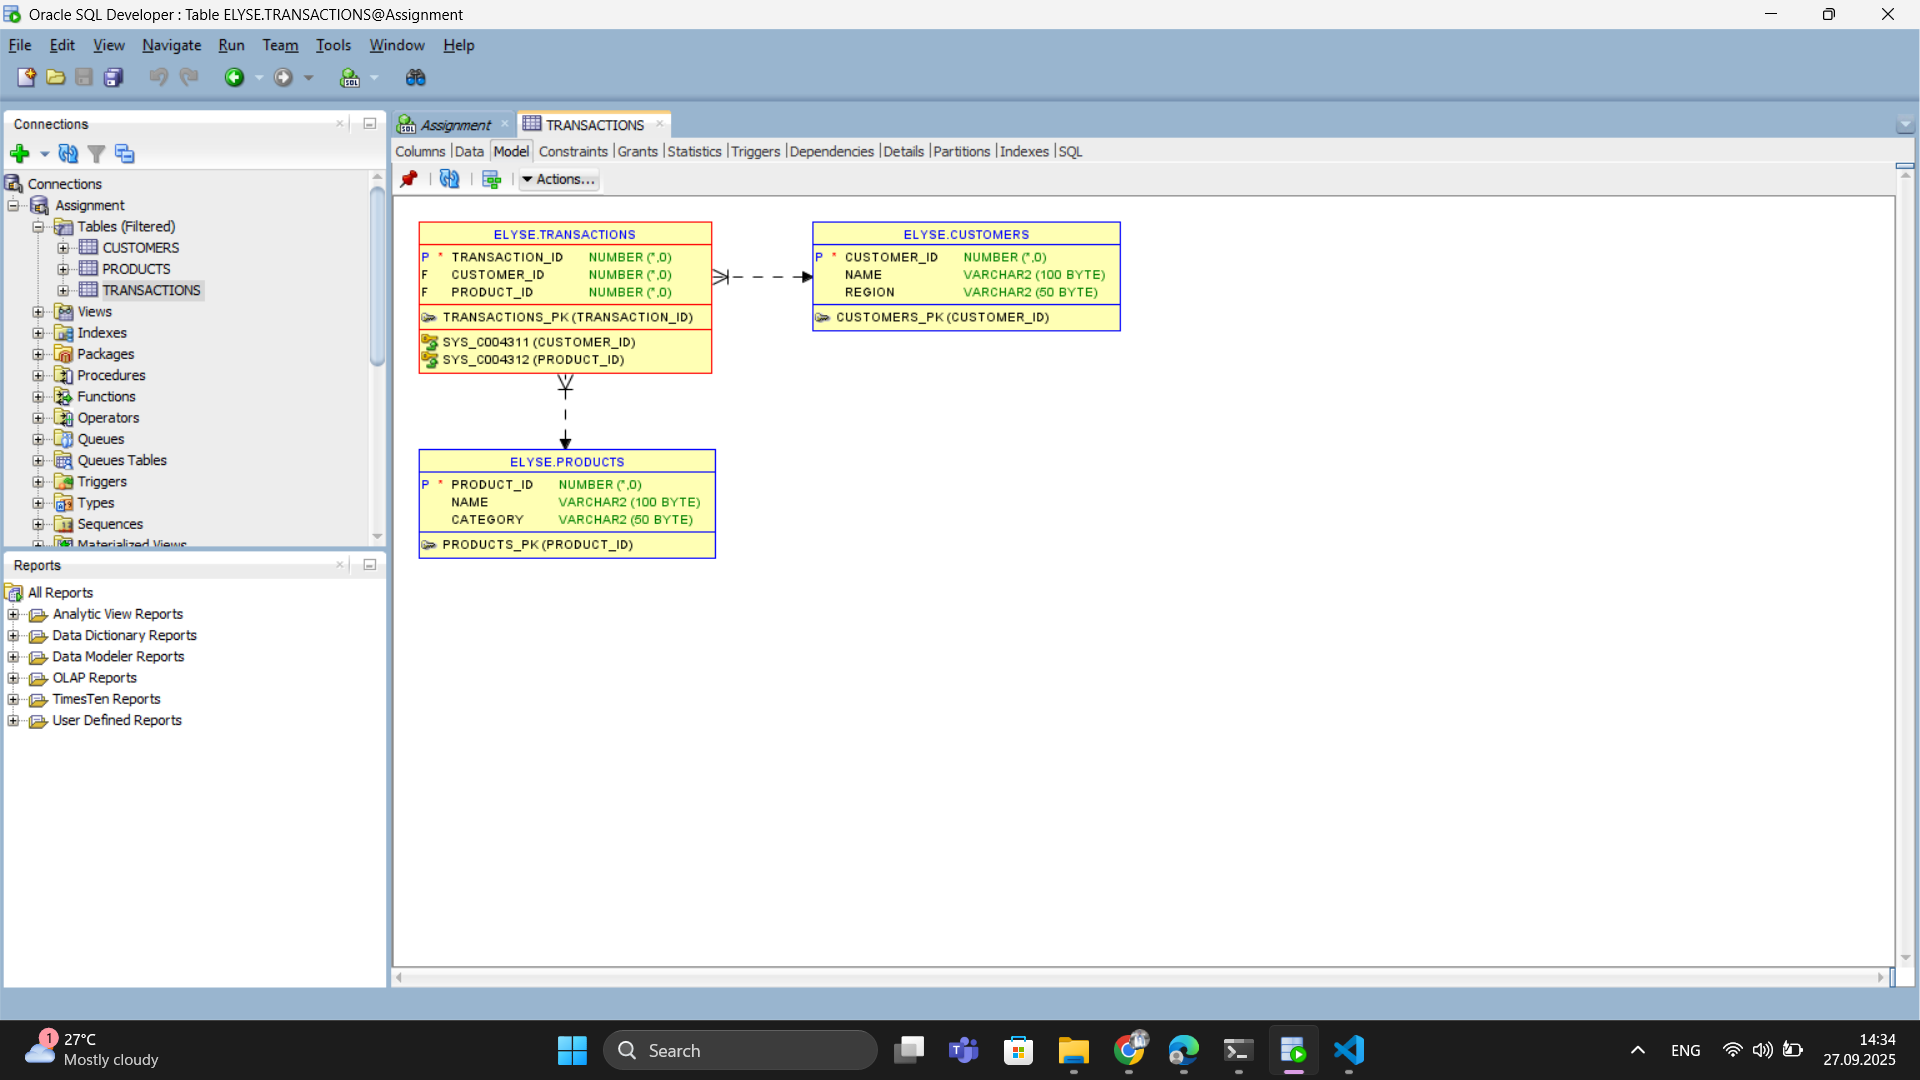 Oracle SQL Developer : Table ELYSE.TRANSACTIONS@Assignment
File Edit View Navigate Run Team Tools Window Help
SQL
Connections
Connections
Assignment
Tables (Filtered)
CUSTOMERS
PRODUCTS
TRANSACTIONS
Views
Indexes
Packages
Procedures
Functions
Operators
Queues
Queues Tables
Triggers
Types
Sequences
Materialized Views
Reports
All Reports
Analytic View Reports
Data Dictionary Reports
Data Modeler Reports
OLAP Reports
TimesTen Reports
User Defined Reports
SQL Assignment TRANSACTIONS
Columns Data Model Constraints Grants Statistics Triggers Dependencies Details Partitions Indexes SQL
Actions...
ELYSE.TRANSACTIONS
P * TRANSACTION_ID NUMBER (*,0)
F CUSTOMER_ID NUMBER (*,0)
F PRODUCT_ID NUMBER (*,0)
TRANSACTIONS_PK (TRANSACTION_ID)
SYS_C004311 (CUSTOMER_ID)
SYS_C004312 (PRODUCT_ID)
ELYSE.CUSTOMERS
P * CUSTOMER_ID NUMBER (*,0)
NAME VARCHAR2 (100 BYTE)
REGION VARCHAR2 (50 BYTE)
CUSTOMERS_PK (CUSTOMER_ID)
ELYSE.PRODUCTS
P * PRODUCT_ID NUMBER (*,0)
NAME VARCHAR2 (100 BYTE)
CATEGORY VARCHAR2 (50 BYTE)
PRODUCTS_PK (PRODUCT_ID)
1
27°C
Mostly cloudy
Search
ENG
14:34
27.09.2025